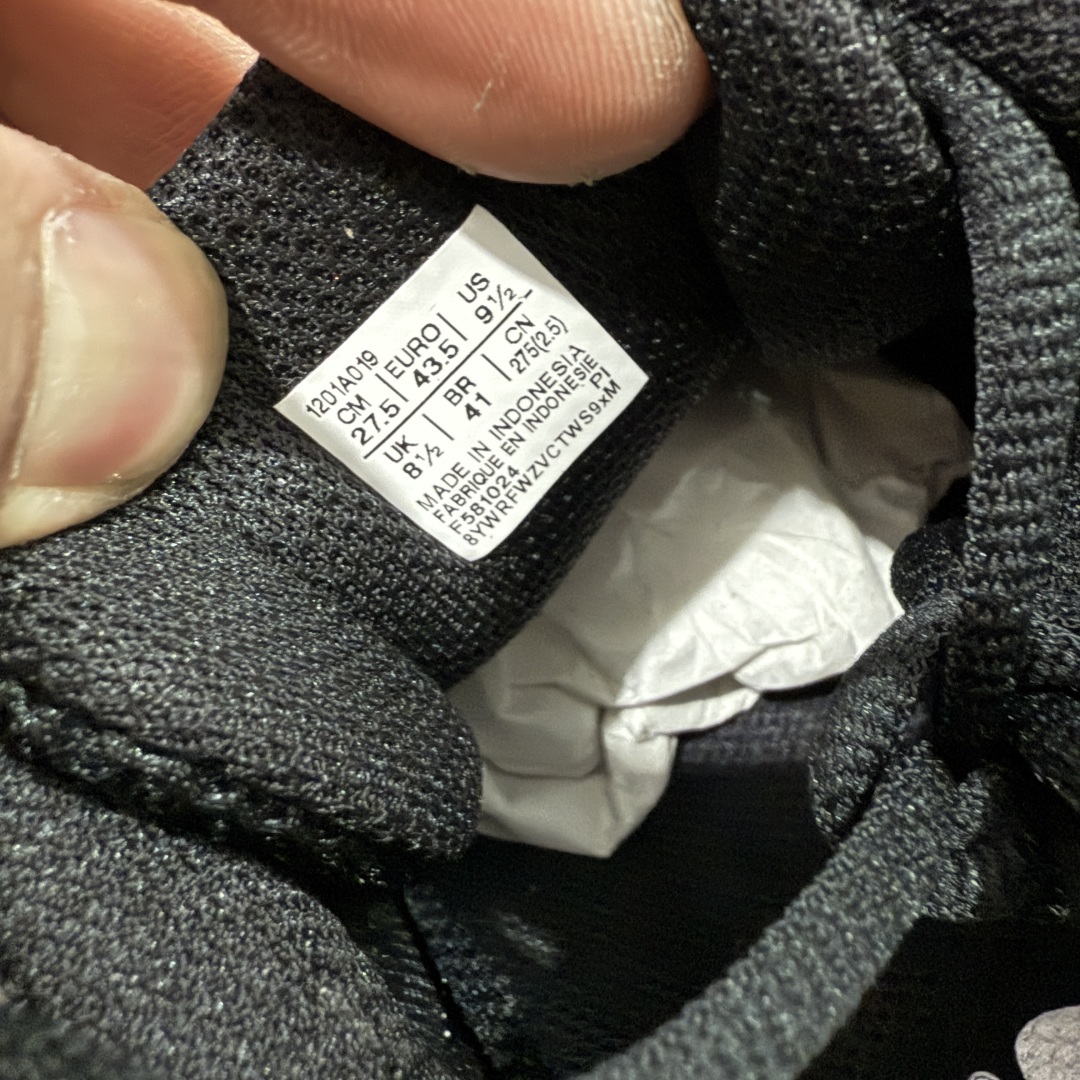 1201A019
CM EURO US
27.5 43.5 9½
UK BR CN
8½ 41 275(2.5)
MADE IN INDONESIA
FABRIQUE EN INDONESIE
F581024 PI
8YWRFWZVCTWS9xM